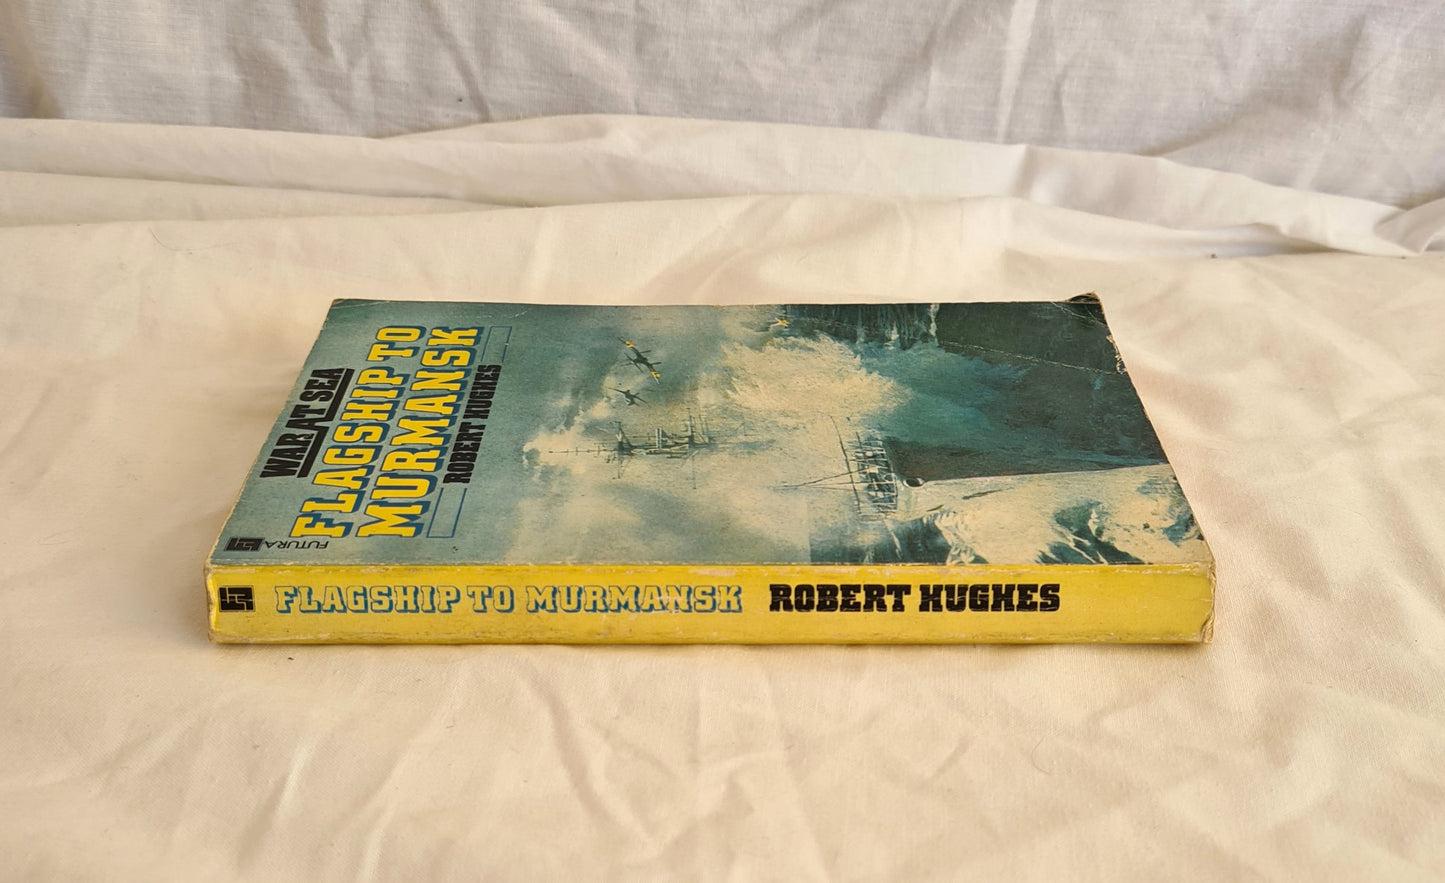 WAR AT SEA
FLAGSHIP TO
MURMANSK
ROBERT HUGHES
FUTURA
FLAGSHIP TO MURMANSK ROBERT HUGHES